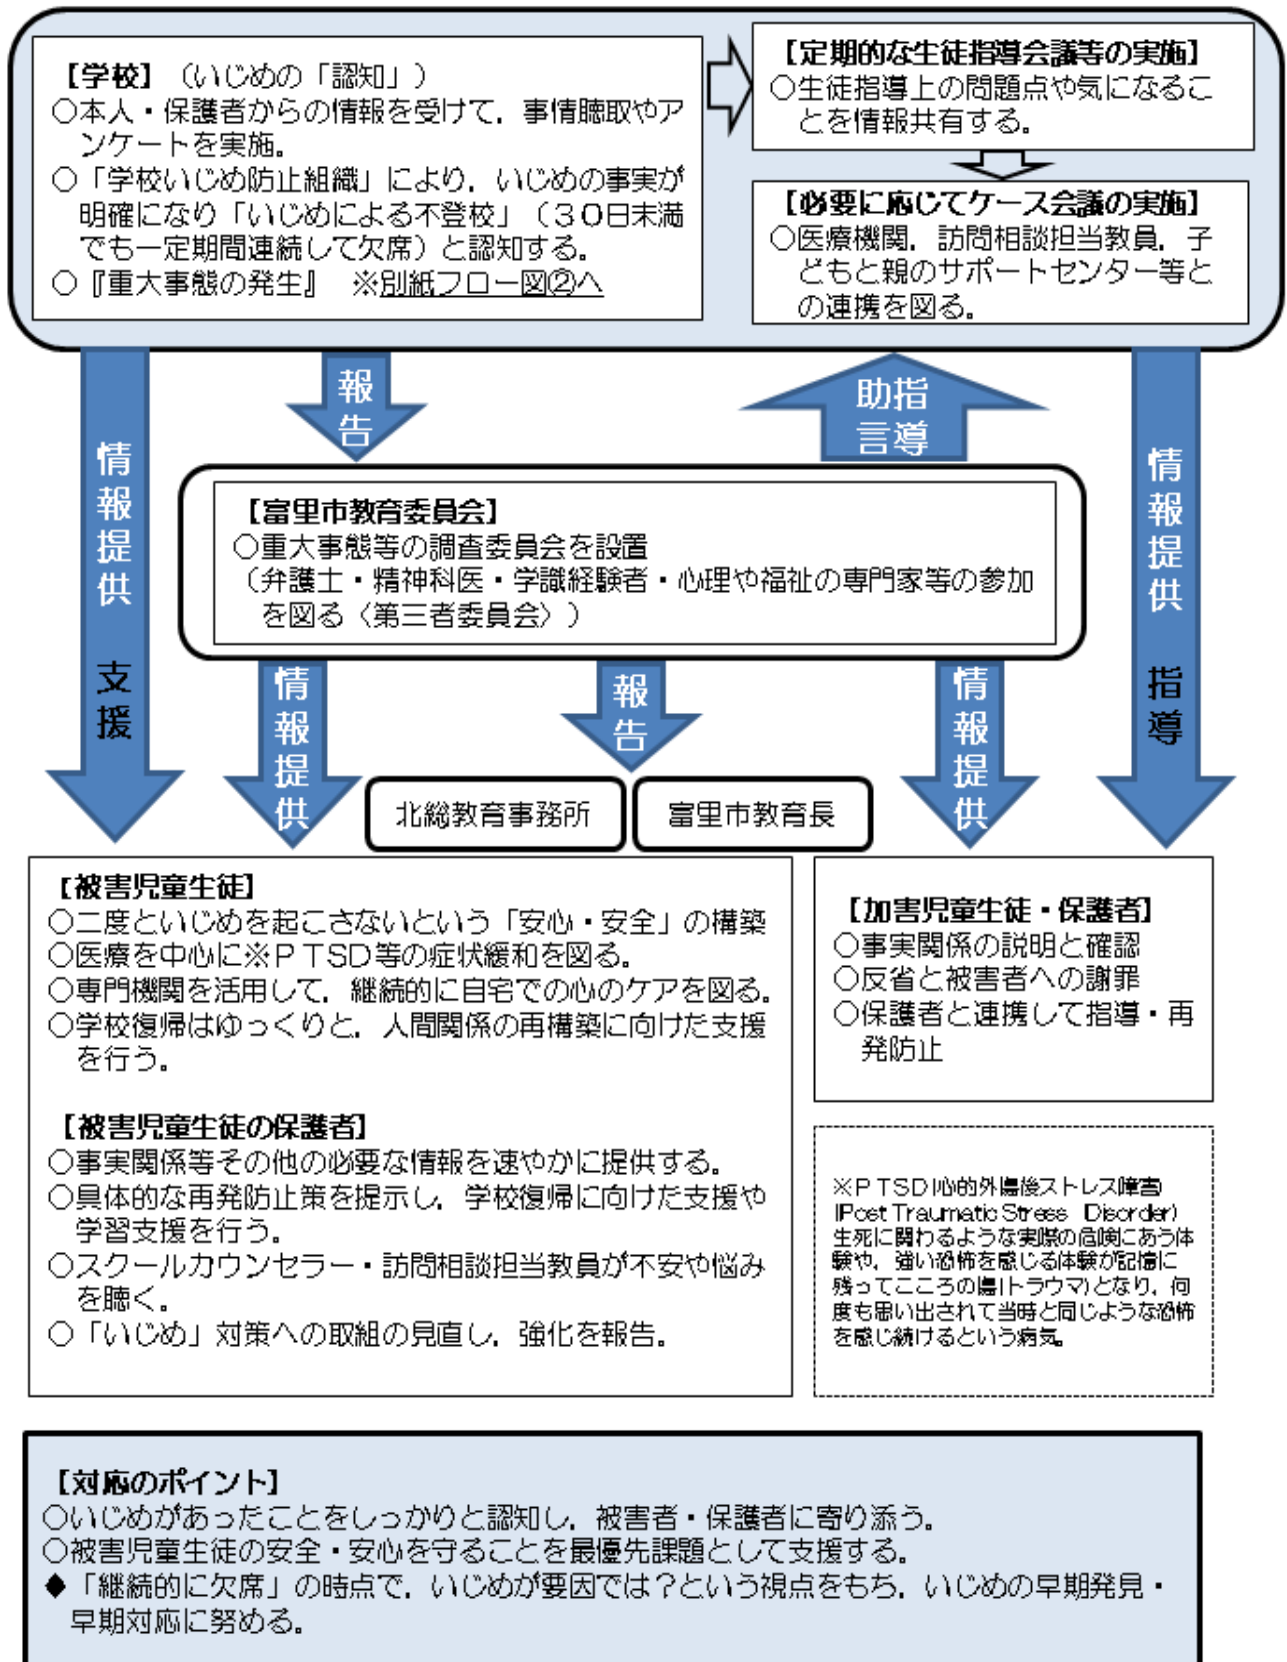 【学校】（いじめの「認知」）
○本人・保護者からの情報を受けて，事情聴取やア
ンケートを実施。
○「学校いじめ防止組織」により，いじめの事実が
明確になり「いじめによる不登校」（３０日未満
でも一定期間連続して欠席）と認知する。
○『重大事態の発生』　※別紙フロー図②へ
【定期的な生徒指導会議等の実施】
○生徒指導上の問題点や気になるこ
とを情報共有する。
【必要に応じてケース会議の実施】
○医療機関，訪問相談担当教員，子
どもと親のサポートセンター等と
の連携を図る。
情報提供　支援
報告
助言
指導
情報提供　指導
【富里市教育委員会】
○重大事態等の調査委員会を設置
（弁護士・精神科医・学識経験者・心理や福祉の専門家等の参加
を図る〈第三者委員会〉）
情報提供
報告
情報提供
北総教育事務所
富里市教育長
【被害児童生徒】
○二度といじめを起こさないという「安心・安全」の構築
○医療を中心に※ＰＴＳＤ等の症状緩和を図る。
○専門機関を活用して，継続的に自宅での心のケアを図る。
○学校復帰はゆっくりと，人間関係の再構築に向けた支援
を行う。
【被害児童生徒の保護者】
○事実関係等その他の必要な情報を速やかに提供する。
○具体的な再発防止策を提示し，学校復帰に向けた支援や
学習支援を行う。
○スクールカウンセラー・訪問相談担当教員が不安や悩み
を聴く。
○「いじめ」対策への取組の見直し，強化を報告。
【加害児童生徒・保護者】
○事実関係の説明と確認
○反省と被害者への謝罪
○保護者と連携して指導・再
発防止
※ＰＴＳＤ(心的外傷後ストレス障害)
(Post Traumatic Stress Disorder)
生死に関わるような実際の危険にあう体
験や，強い恐怖を感じる体験が記憶に
残ってこころの傷(トラウマ)となり，何
度も思い出されて当時と同じような恐怖
を感じ続けるという病気。
【対応のポイント】
○いじめがあったことをしっかりと認知し，被害者・保護者に寄り添う。
○被害児童生徒の安全・安心を守ることを最優先課題として支援する。
◆「継続的に欠席」の時点で，いじめが要因では？という視点をもち，いじめの早期発見・
早期対応に努める。